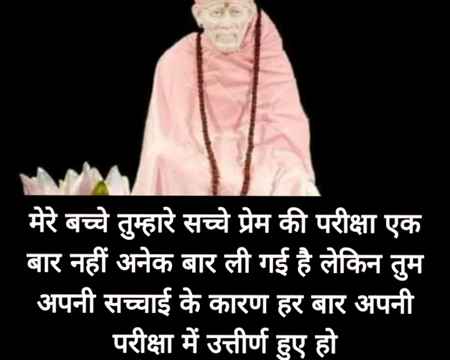 मेरे बच्चे तुम्हारे सच्चे प्रेम की परीक्षा एक
बार नहीं अनेक बार ली गई है लेकिन तुम
अपनी सच्चाई के कारण हर बार अपनी
परीक्षा में उत्तीर्ण हुए हो